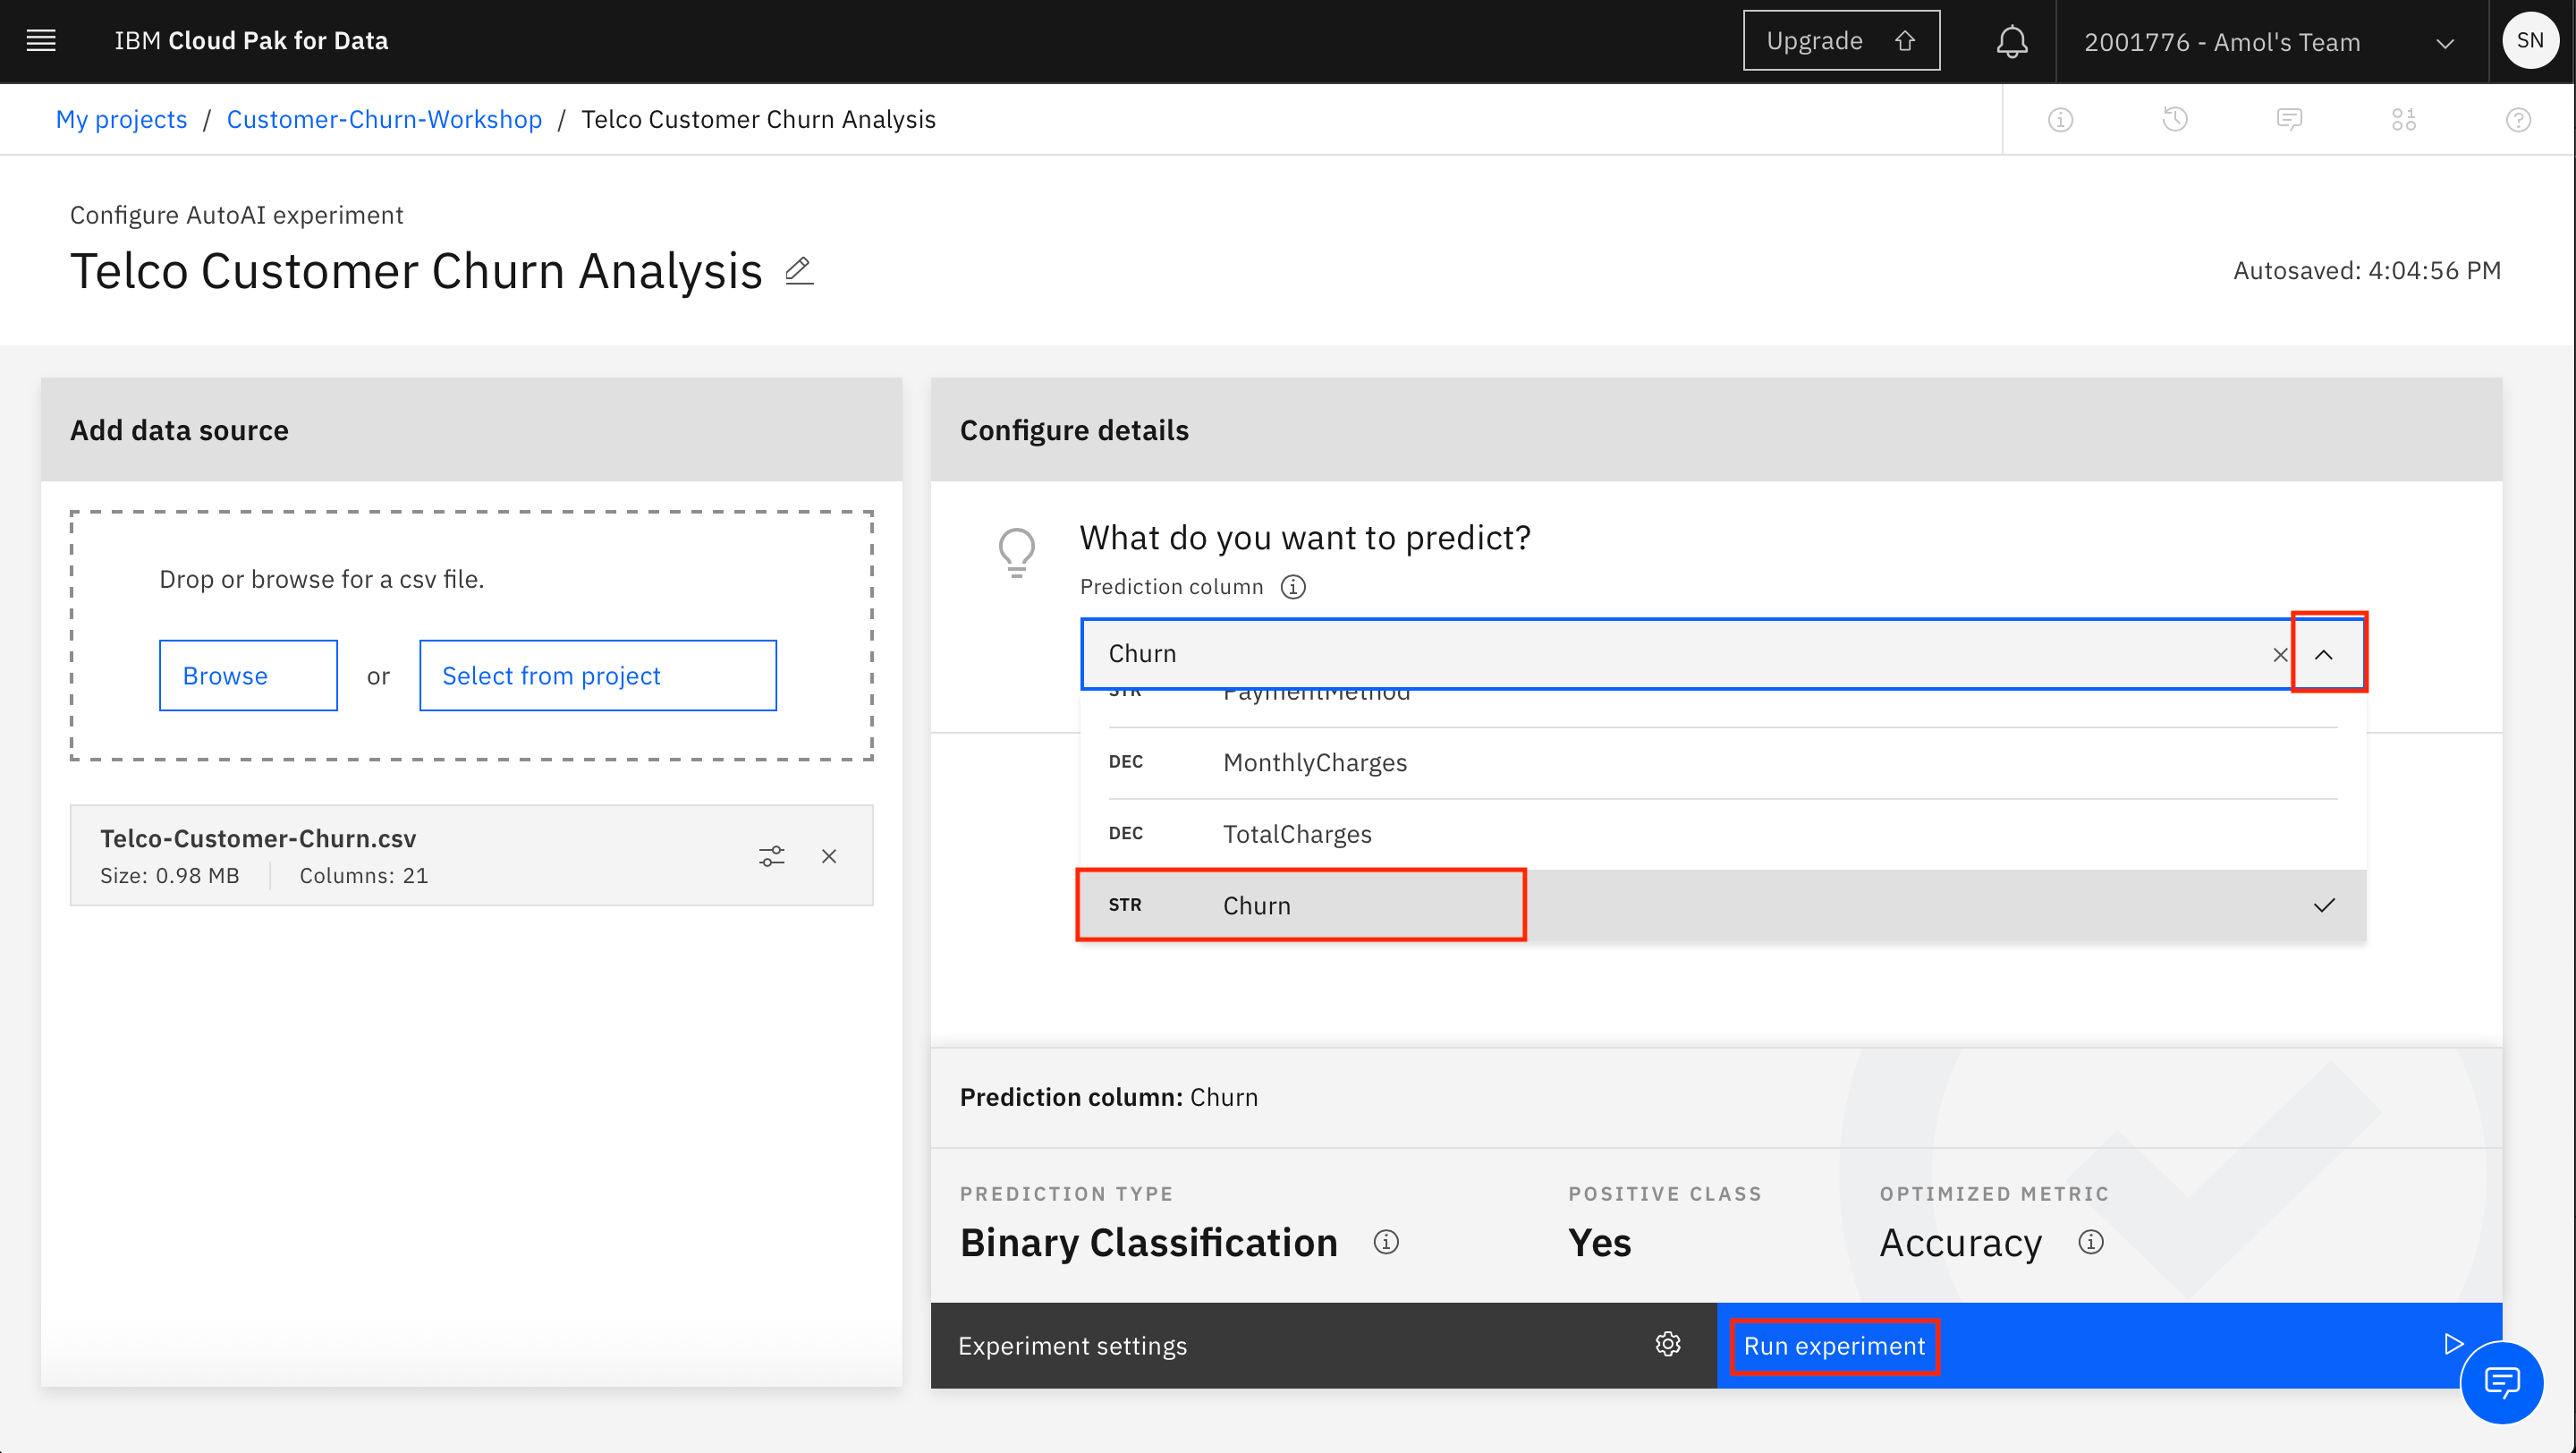 IBM Cloud Pak for Data
Upgrade
2001776 - Amol's Team
SN
My projects / Customer-Churn-Workshop / Telco Customer Churn Analysis
Configure AutoAI experiment
Telco Customer Churn Analysis
Autosaved: 4:04:56 PM
Add data source
Drop or browse for a csv file.
Browse or Select from project
Telco-Customer-Churn.csv
Size: 0.98 MB Columns: 21
Configure details
What do you want to predict?
Prediction column
Churn
STR PaymentMethod
DEC MonthlyCharges
DEC TotalCharges
STR Churn
Prediction column: Churn
PREDICTION TYPE
Binary Classification
POSITIVE CLASS
Yes
OPTIMIZED METRIC
Accuracy
Experiment settings
Run experiment